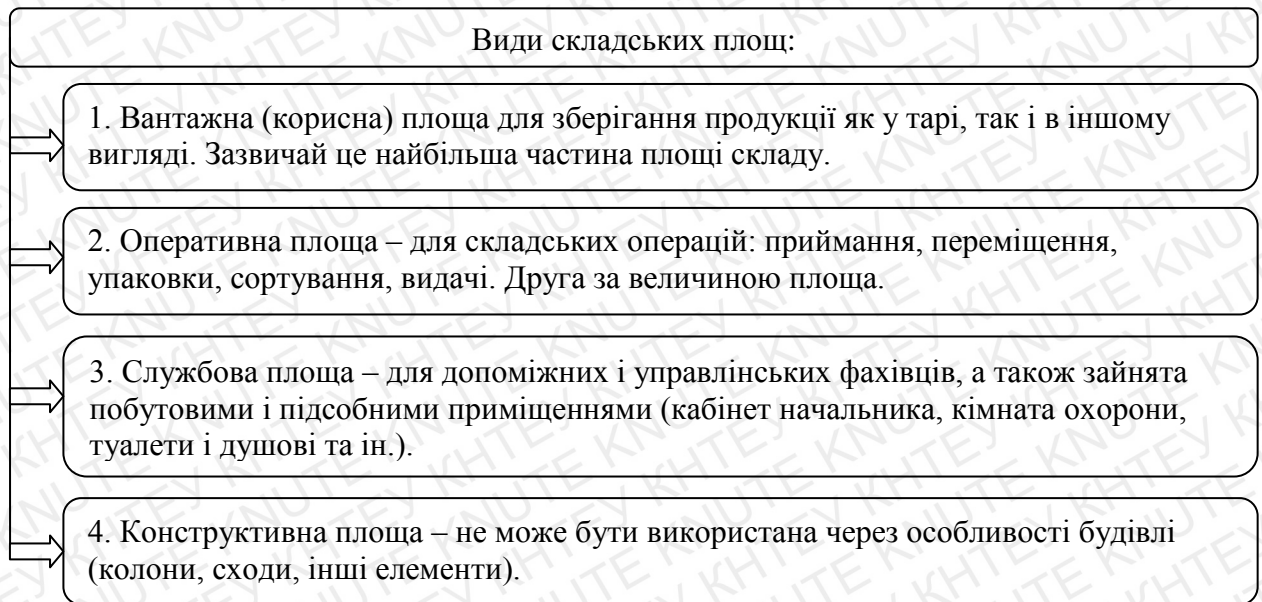 Види складських площ:
1. Вантажна (корисна) площа для зберігання продукції як у тарі, так і в іншому
вигляді. Зазвичай це найбільша частина площі складу.
2. Оперативна площа – для складських операцій: приймання, переміщення,
упаковки, сортування, видачі. Друга за величиною площа.
3. Службова площа – для допоміжних і управлінських фахівців, а також зайнята
побутовими і підсобними приміщеннями (кабінет начальника, кімната охорони,
туалети і душові та ін.).
4. Конструктивна площа – не може бути використана через особливості будівлі
(колони, сходи, інші елементи).